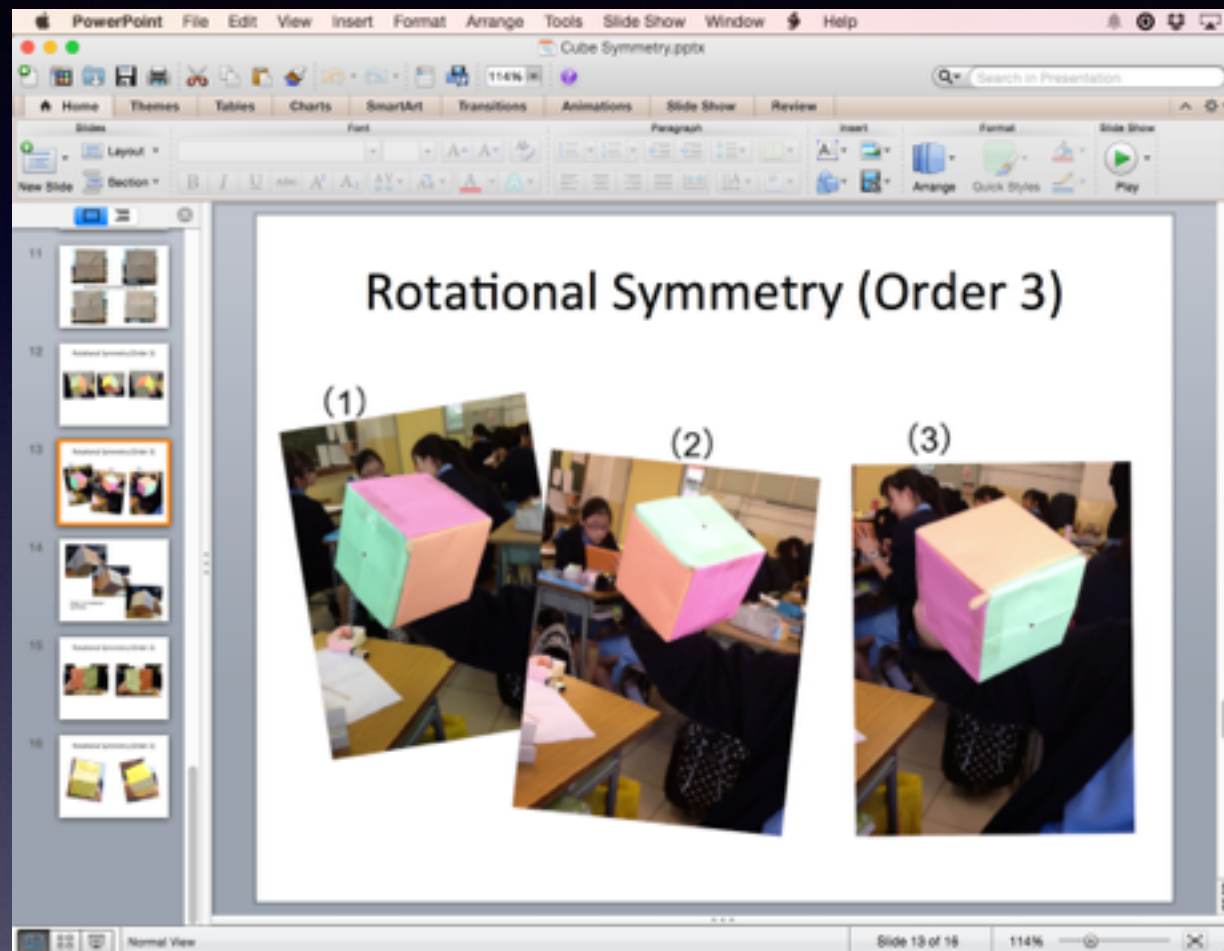 PowerPoint File Edit View Insert Format Arrange Tools Slide Show Window Help
Cube Symmetry.pptx
114%
Search in Presentation
Home Themes Tables Charts SmartArt Transitions Animations Slide Show Review
Slides Font Paragraph Insert Format Slide Show
Layout
New Slide Section Arrange Quick Styles Play
11
12
13
14
15
16
Rotational Symmetry (Order 3)
(1)
(2)
(3)
Normal View Slide 13 of 16 114%